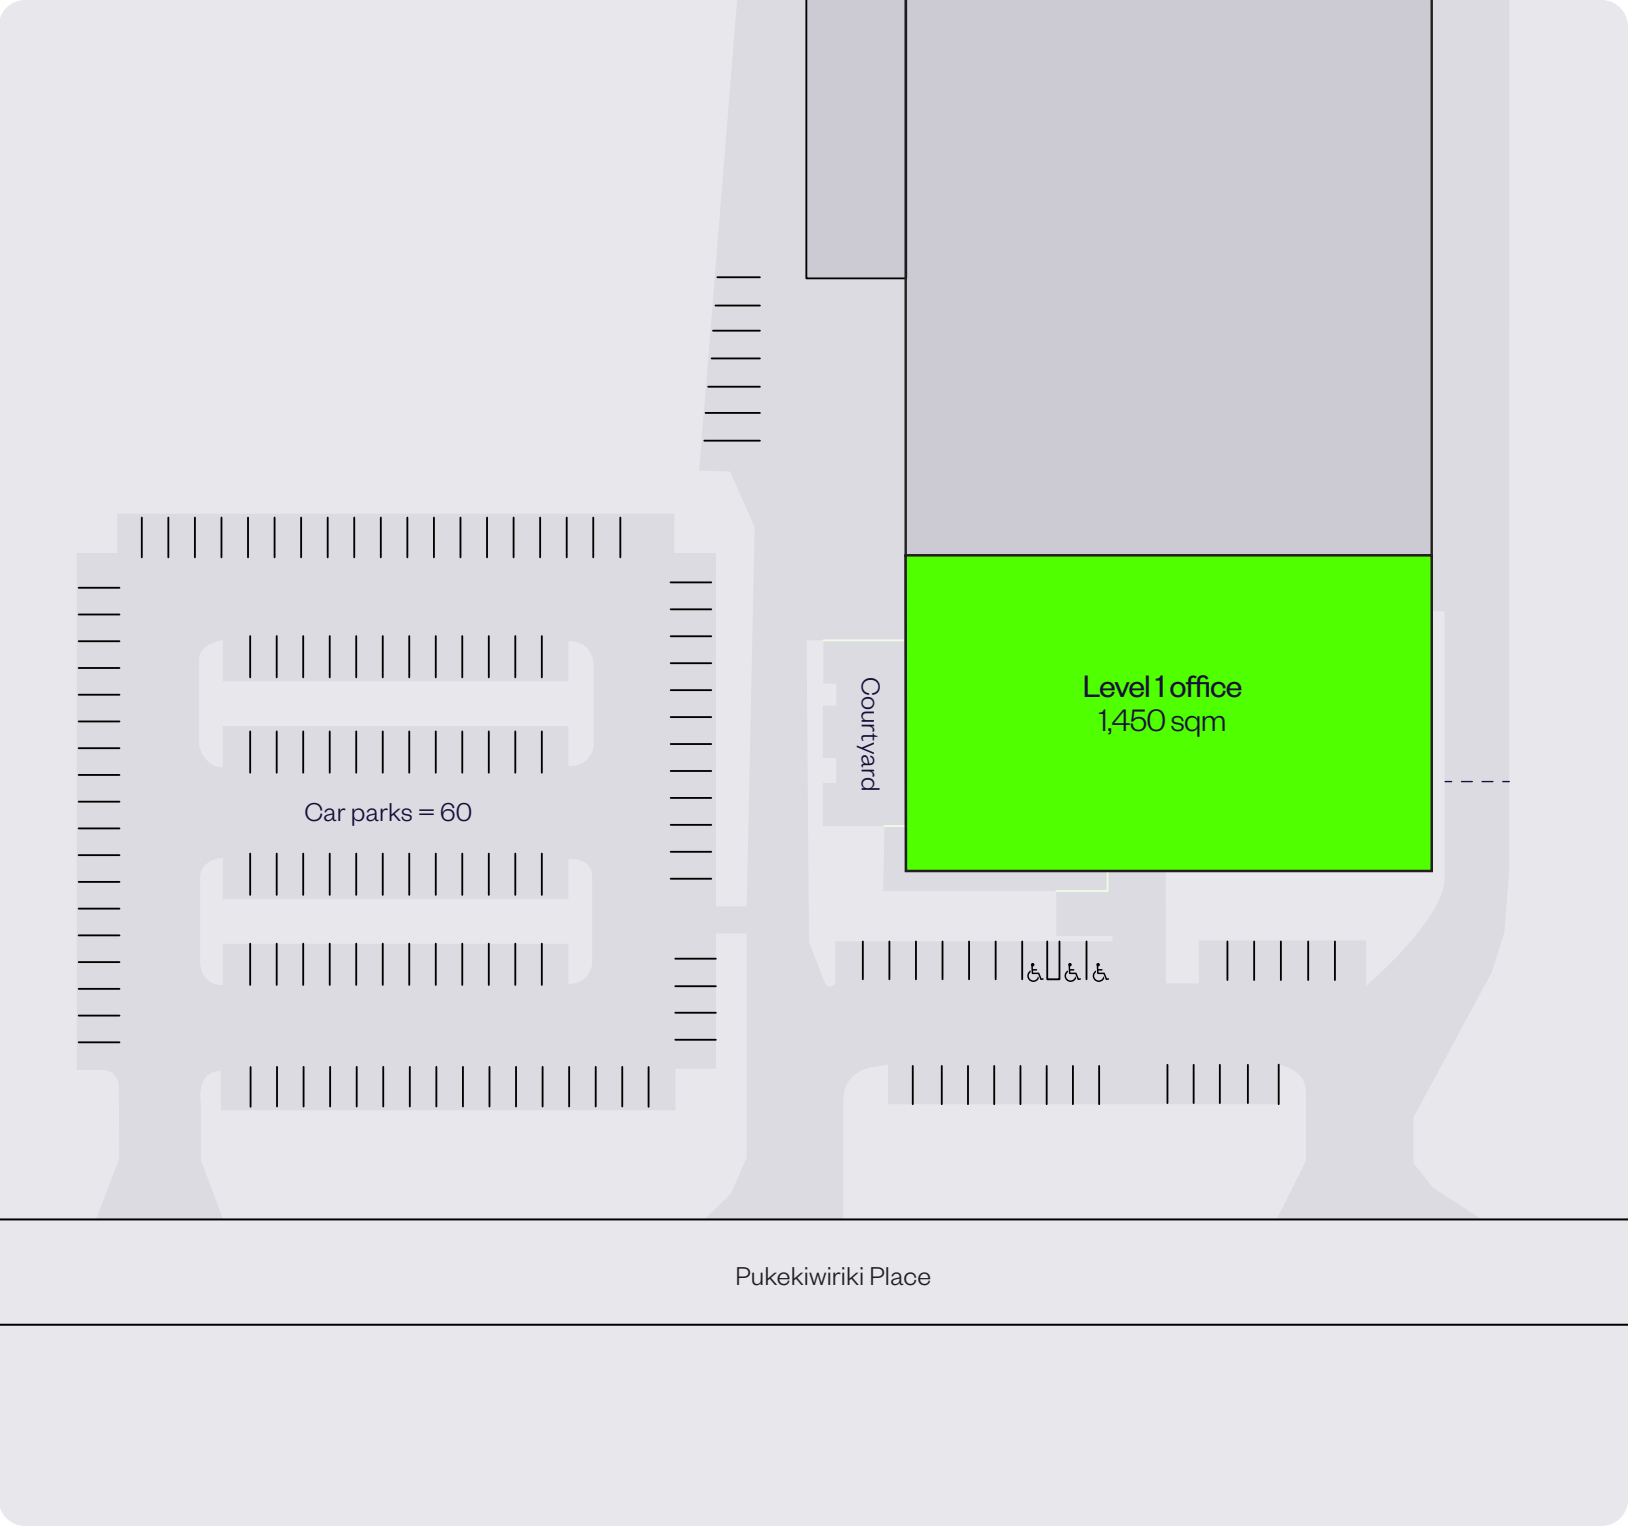 Level 1 office
1,450 sqm
Courtyard
Car parks = 60
Pukekiwiriki Place